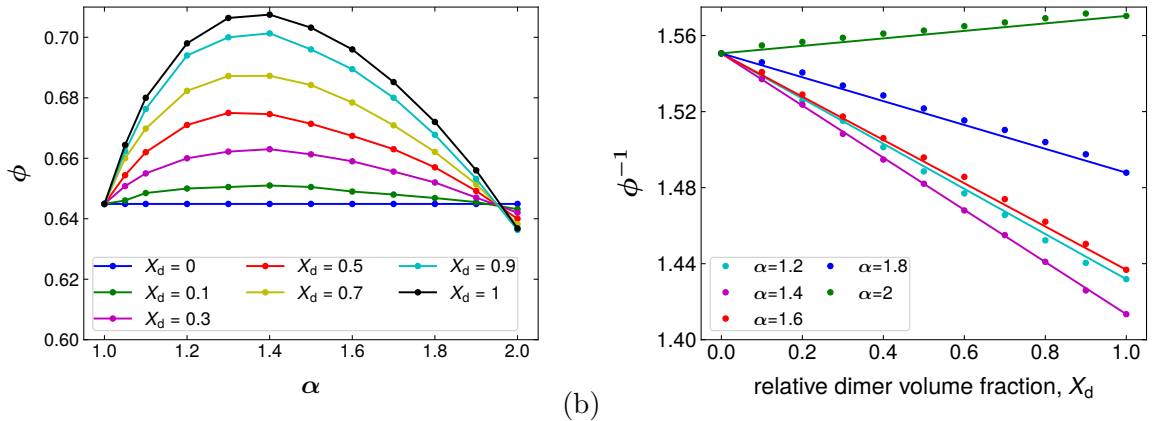 0.70
0.68
0.66
0.64
0.62
0.60
ϕ
X_d = 0
X_d = 0.1
X_d = 0.3
X_d = 0.5
X_d = 0.7
X_d = 0.9
X_d = 1
1.0
1.2
1.4
1.6
1.8
2.0
α
(b)
1.56
1.52
1.48
1.44
1.40
ϕ⁻¹
α=1.2
α=1.4
α=1.6
α=1.8
α=2
0.0
0.2
0.4
0.6
0.8
1.0
relative dimer volume fraction, X_d